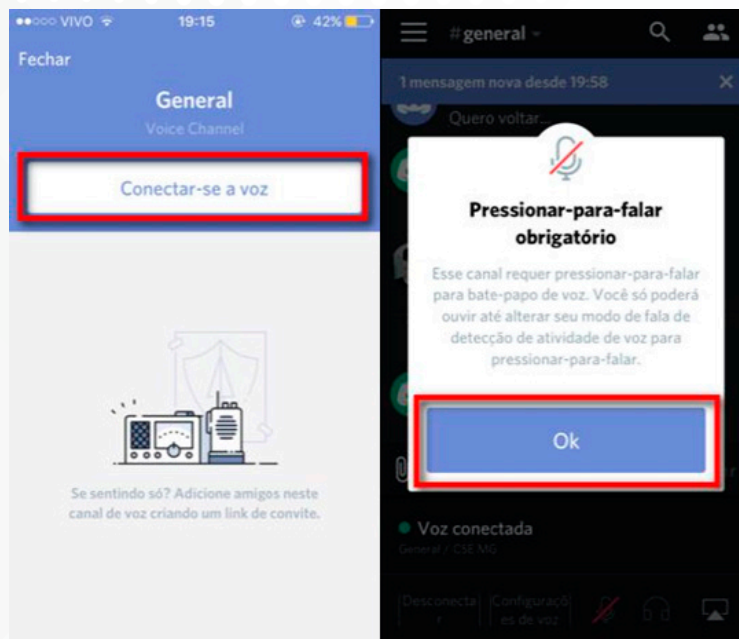 VIVO 19:15 42%
Fechar
General
Voice Channel
Conectar-se a voz
Se sentindo só? Adicione amigos neste
canal de voz criando um link de convite.
#general
1 mensagem nova desde 19:58
Quero voltar...
Pressionar-para-falar
obrigatório
Esse canal requer pressionar-para-falar
para bate-papo de voz. Você só poderá
ouvir até alterar seu modo de fala de
detecção de atividade de voz para
pressionar-para-falar.
Ok
Voz conectada
General / CSE MG
Desconecta
r
Configuraçõ
es de voz